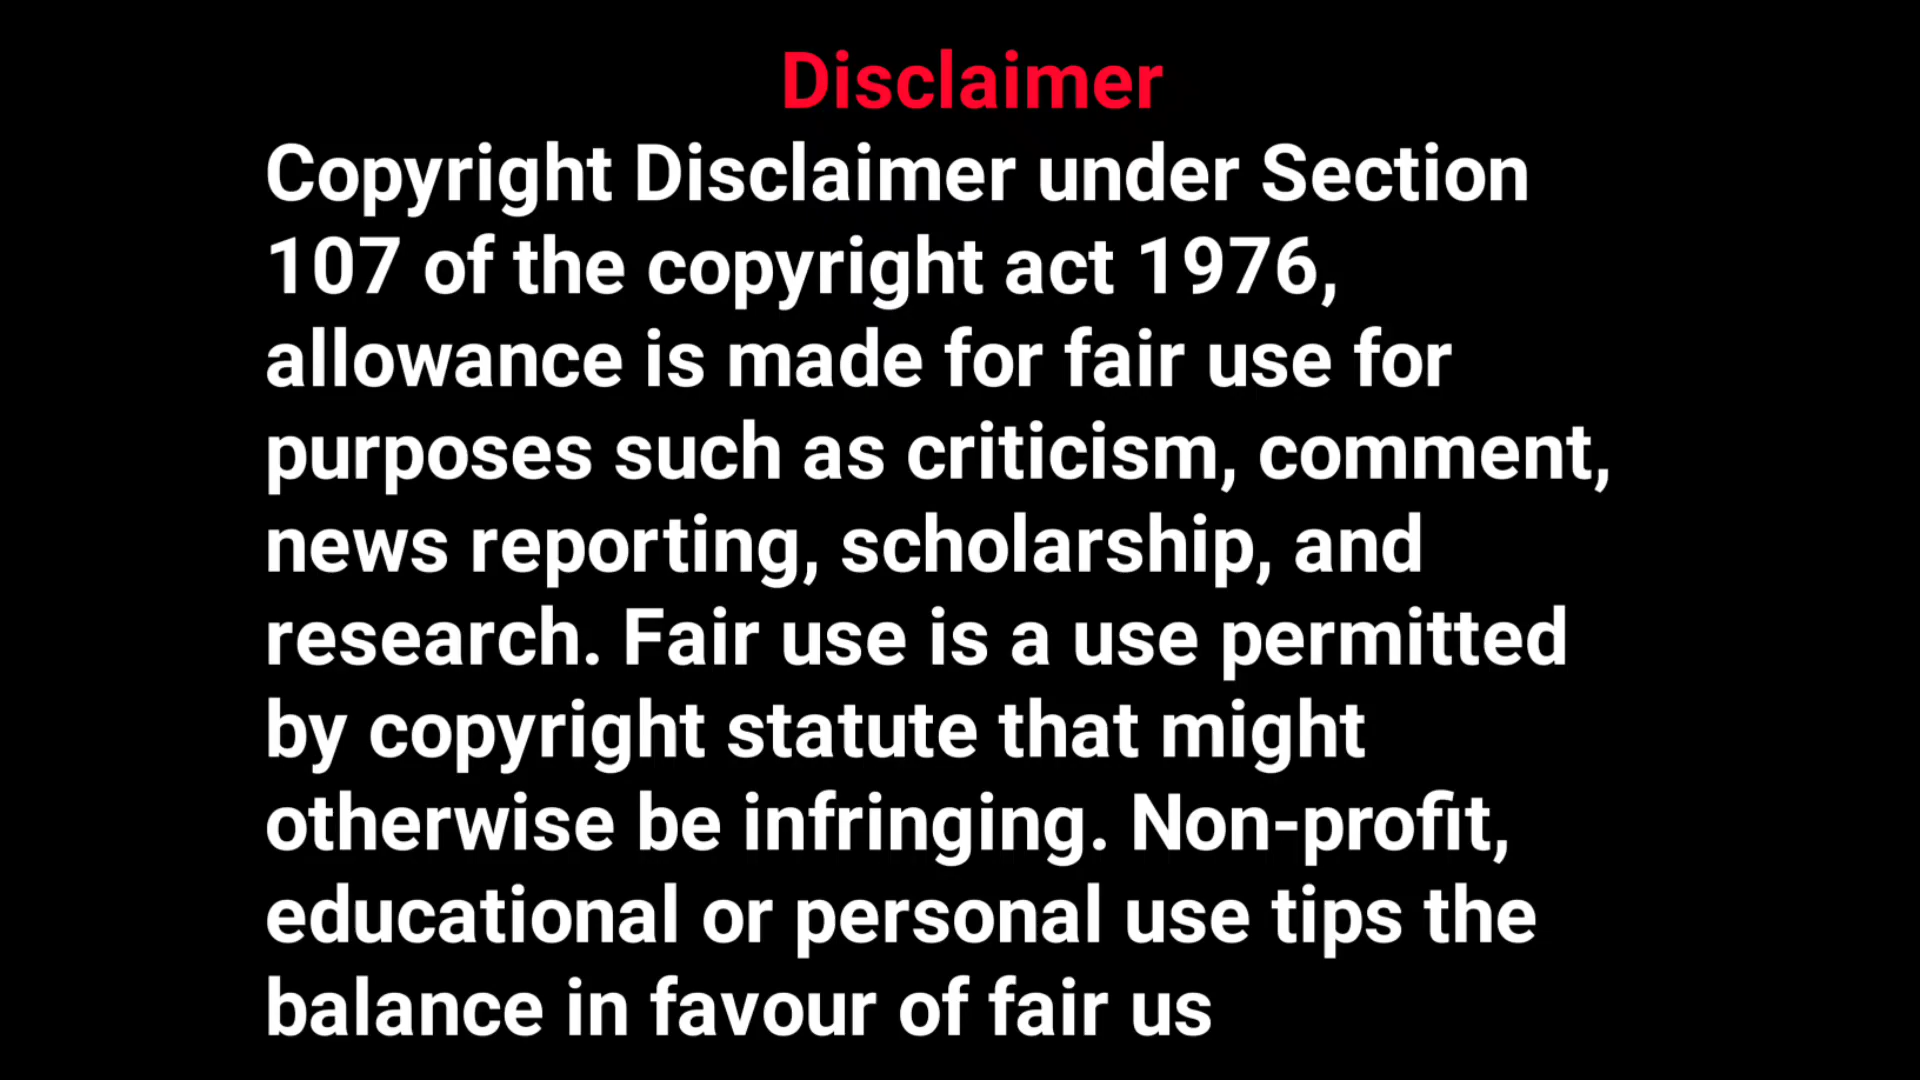 Disclaimer
Copyright Disclaimer under Section
107 of the copyright act 1976,
allowance is made for fair use for
purposes such as criticism, comment,
news reporting, scholarship, and
research. Fair use is a use permitted
by copyright statute that might
otherwise be infringing. Non-profit,
educational or personal use tips the
balance in favour of fair us